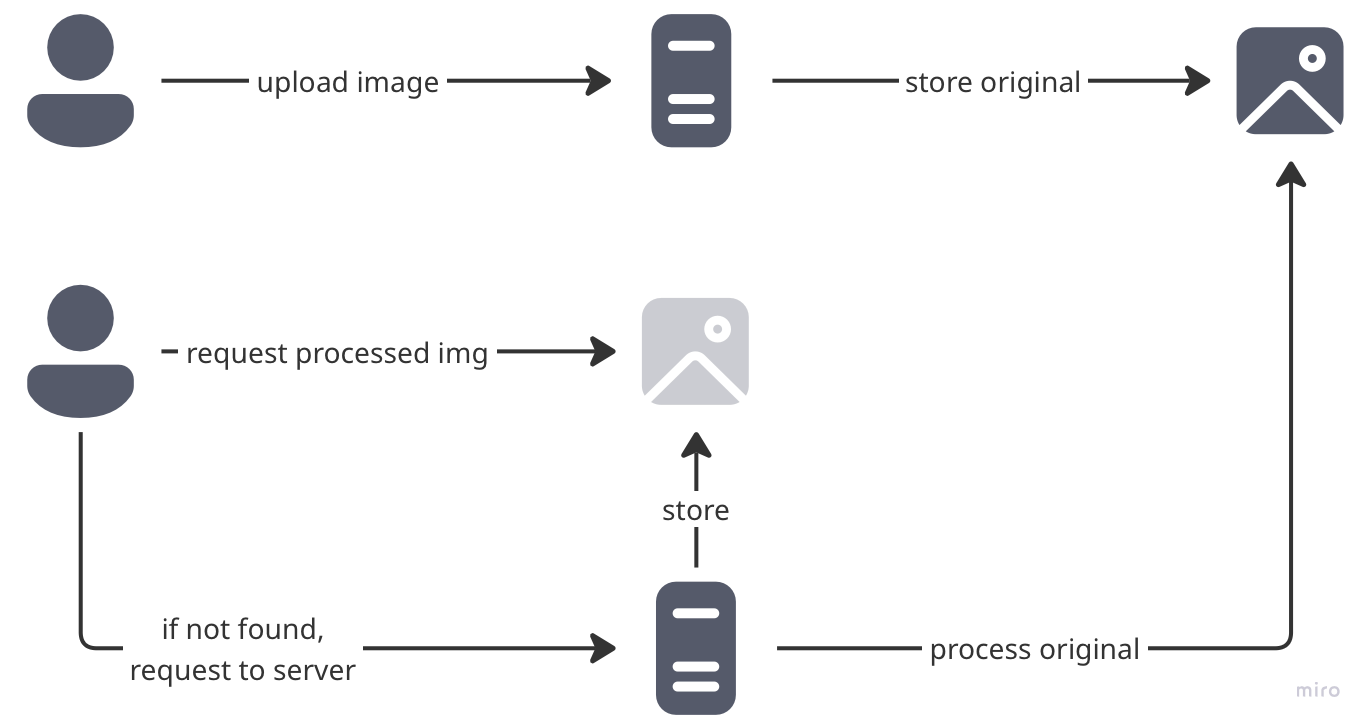 upload image
store original
request processed img
store
if not found,
request to server
process original
miro